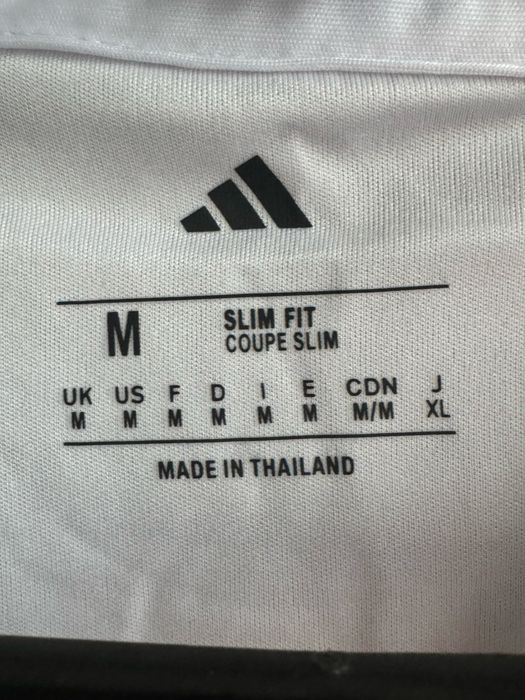 M
SLIM FIT
COUPE SLIM
UK US F D I E CDN J
M M M M M M M/M XL
MADE IN THAILAND